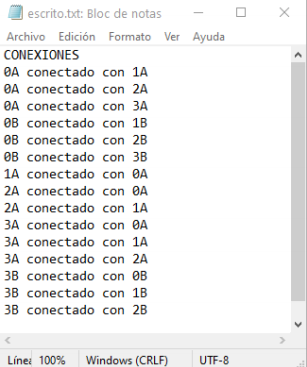 escrito.txt: Bloc de notas
Archivo Edición Formato Ver Ayuda
CONEXIONES
0A conectado con 1A
0A conectado con 2A
0A conectado con 3A
0B conectado con 1B
0B conectado con 2B
0B conectado con 3B
1A conectado con 0A
2A conectado con 0A
2A conectado con 1A
3A conectado con 0A
3A conectado con 1A
3A conectado con 2A
3B conectado con 0B
3B conectado con 1B
3B conectado con 2B
Línea 100% Windows (CRLF) UTF-8